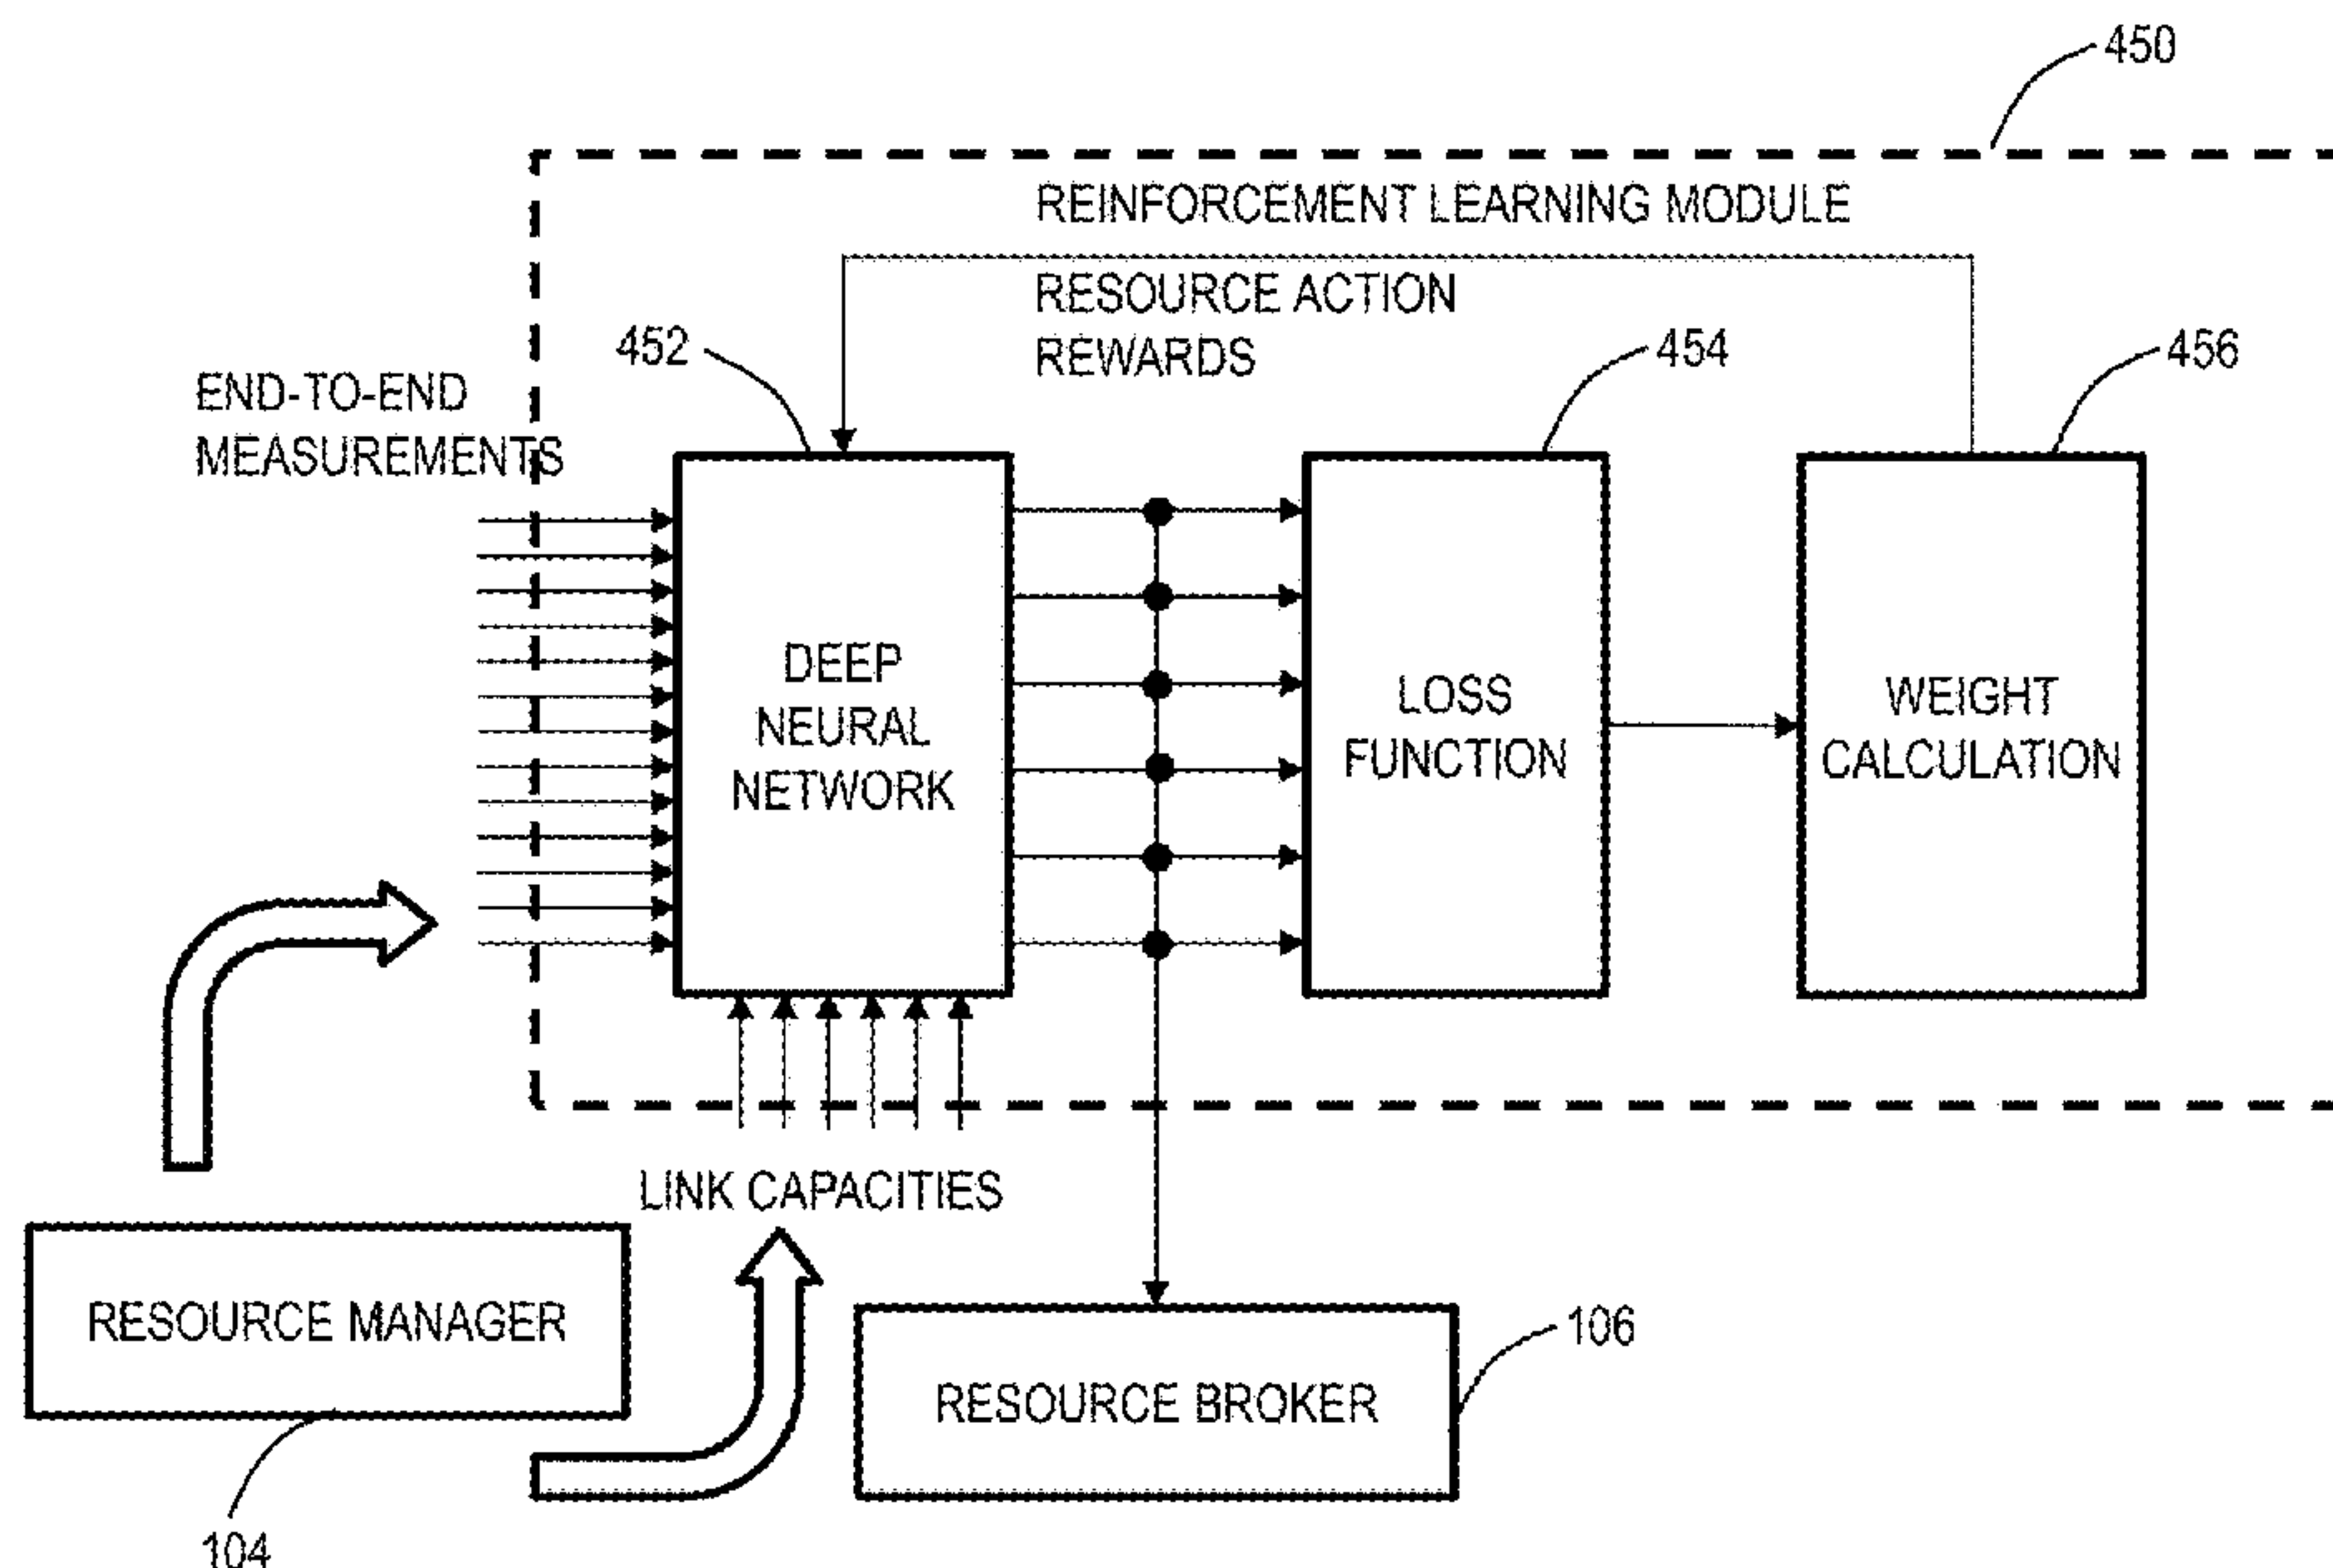 450
REINFORCEMENT LEARNING MODULE
RESOURCE ACTION
REWARDS
452
454
456
END-TO-END
MEASUREMENTS
DEEP
NEURAL
NETWORK
LOSS
FUNCTION
WEIGHT
CALCULATION
LINK CAPACITIES
RESOURCE MANAGER
106
RESOURCE BROKER
104